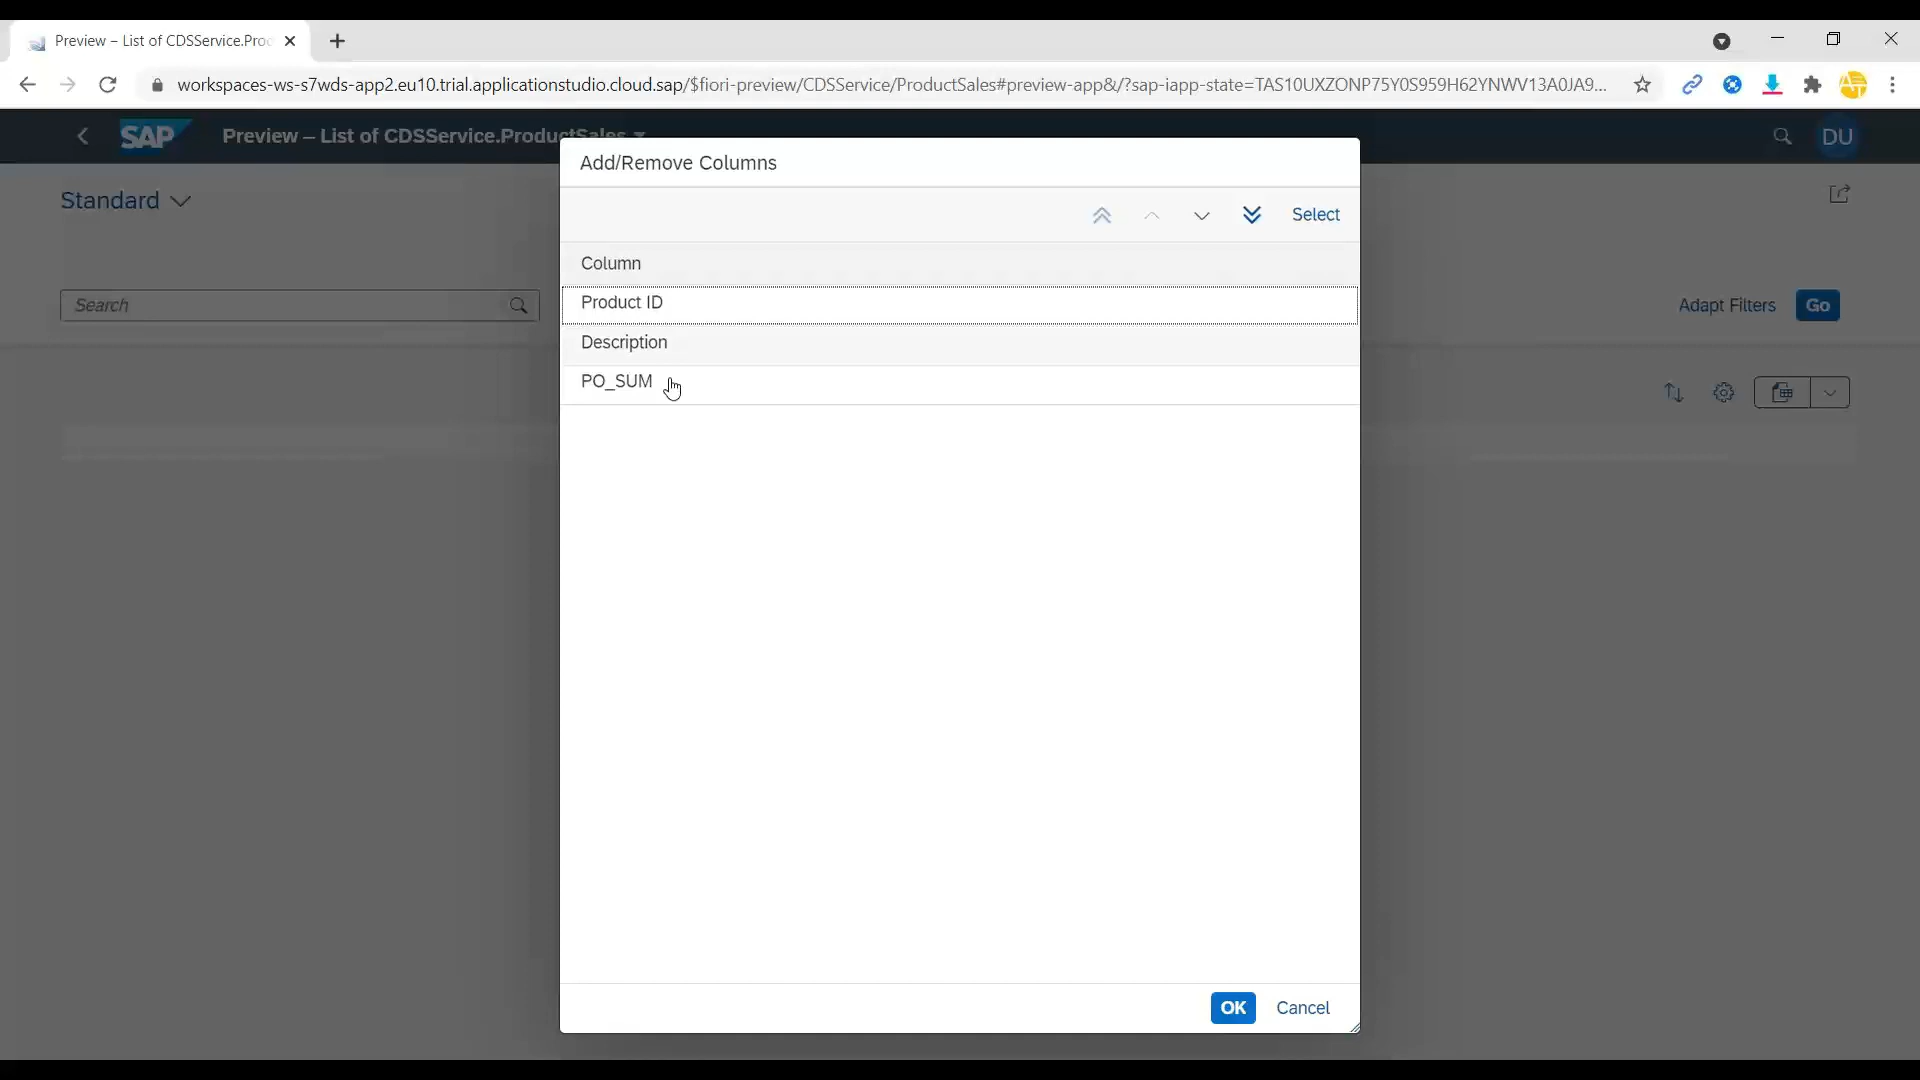 Preview – List of CDSService.Proc
workspaces-ws-s7wds-app2.eu10.trial.applicationstudio.cloud.sap/$fiori-preview/CDSService/ProductSales#preview-app&/?sap-iapp-state=TAS10UXZONP75Y0S959H62YNWV13A0JA9...
SAP
Preview – List of CDSService.ProductSales
DU
Add/Remove Columns
Standard
Select
Column
Search
Product ID
Adapt Filters
Go
Description
PO_SUM
OK
Cancel